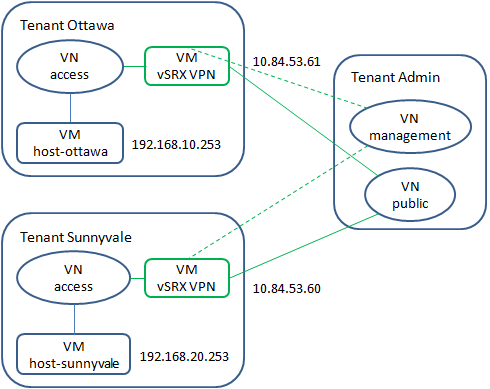 Tenant Ottawa
VN
access
VM
vSRX VPN
10.84.53.61
VM
host-ottawa
192.168.10.253
Tenant Admin
VN
management
VN
public
Tenant Sunnyvale
VN
access
VM
vSRX VPN
10.84.53.60
VM
host-sunnyvale
192.168.20.253